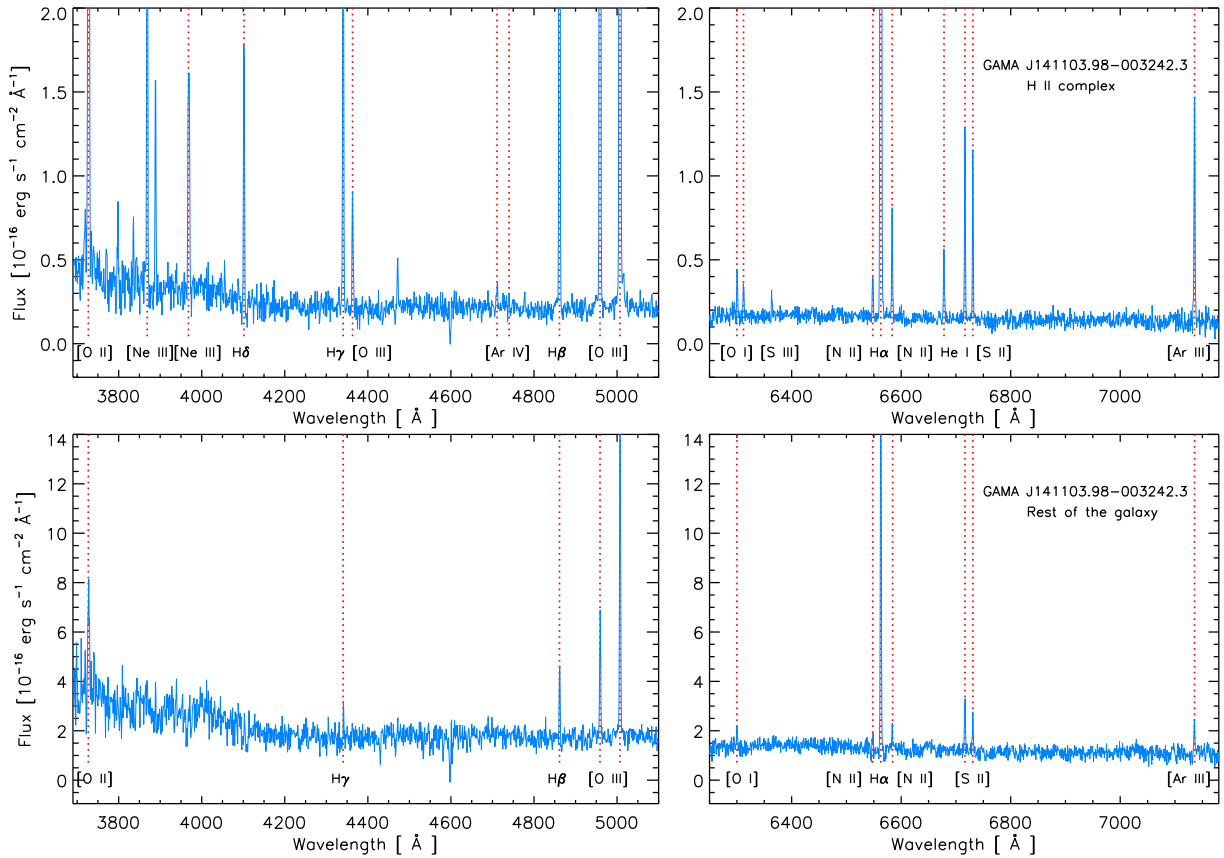 2.0
1.5
1.0
0.5
0.0
Flux [10⁻¹⁶ erg s⁻¹ cm⁻² Å⁻¹]
[O II]
[Ne III]
[Ne III]
Hδ
Hγ
[O III]
[Ar IV]
Hβ
[O III]
3800
4000
4200
4400
4600
4800
5000
Wavelength [ Å ]
2.0
1.5
1.0
0.5
0.0
GAMA J141103.98−003242.3
H II complex
[O I]
[S III]
[N II]
Hα
[N II]
He I
[S II]
[Ar III]
6400
6600
6800
7000
Wavelength [ Å ]
14
12
10
8
6
4
2
0
Flux [10⁻¹⁶ erg s⁻¹ cm⁻² Å⁻¹]
[O II]
Hγ
Hβ
[O III]
3800
4000
4200
4400
4600
4800
5000
Wavelength [ Å ]
14
12
10
8
6
4
2
0
GAMA J141103.98−003242.3
Rest of the galaxy
[O I]
[N II]
Hα
[N II]
[S II]
[Ar III]
6400
6600
6800
7000
Wavelength [ Å ]